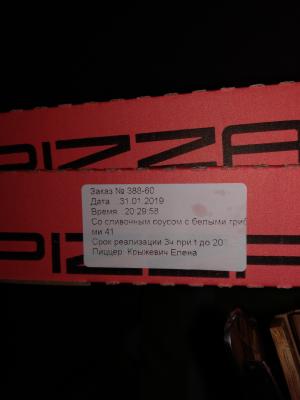 PIZZA
Заказ № 388-60
Дата :31.01.2019
Время :20:29:58
Со сливочным соусом с белыми гриб
ми 41
Срок реализации 3ч при t до 20
Пиццер: Крыжевич Елена
PIZZA